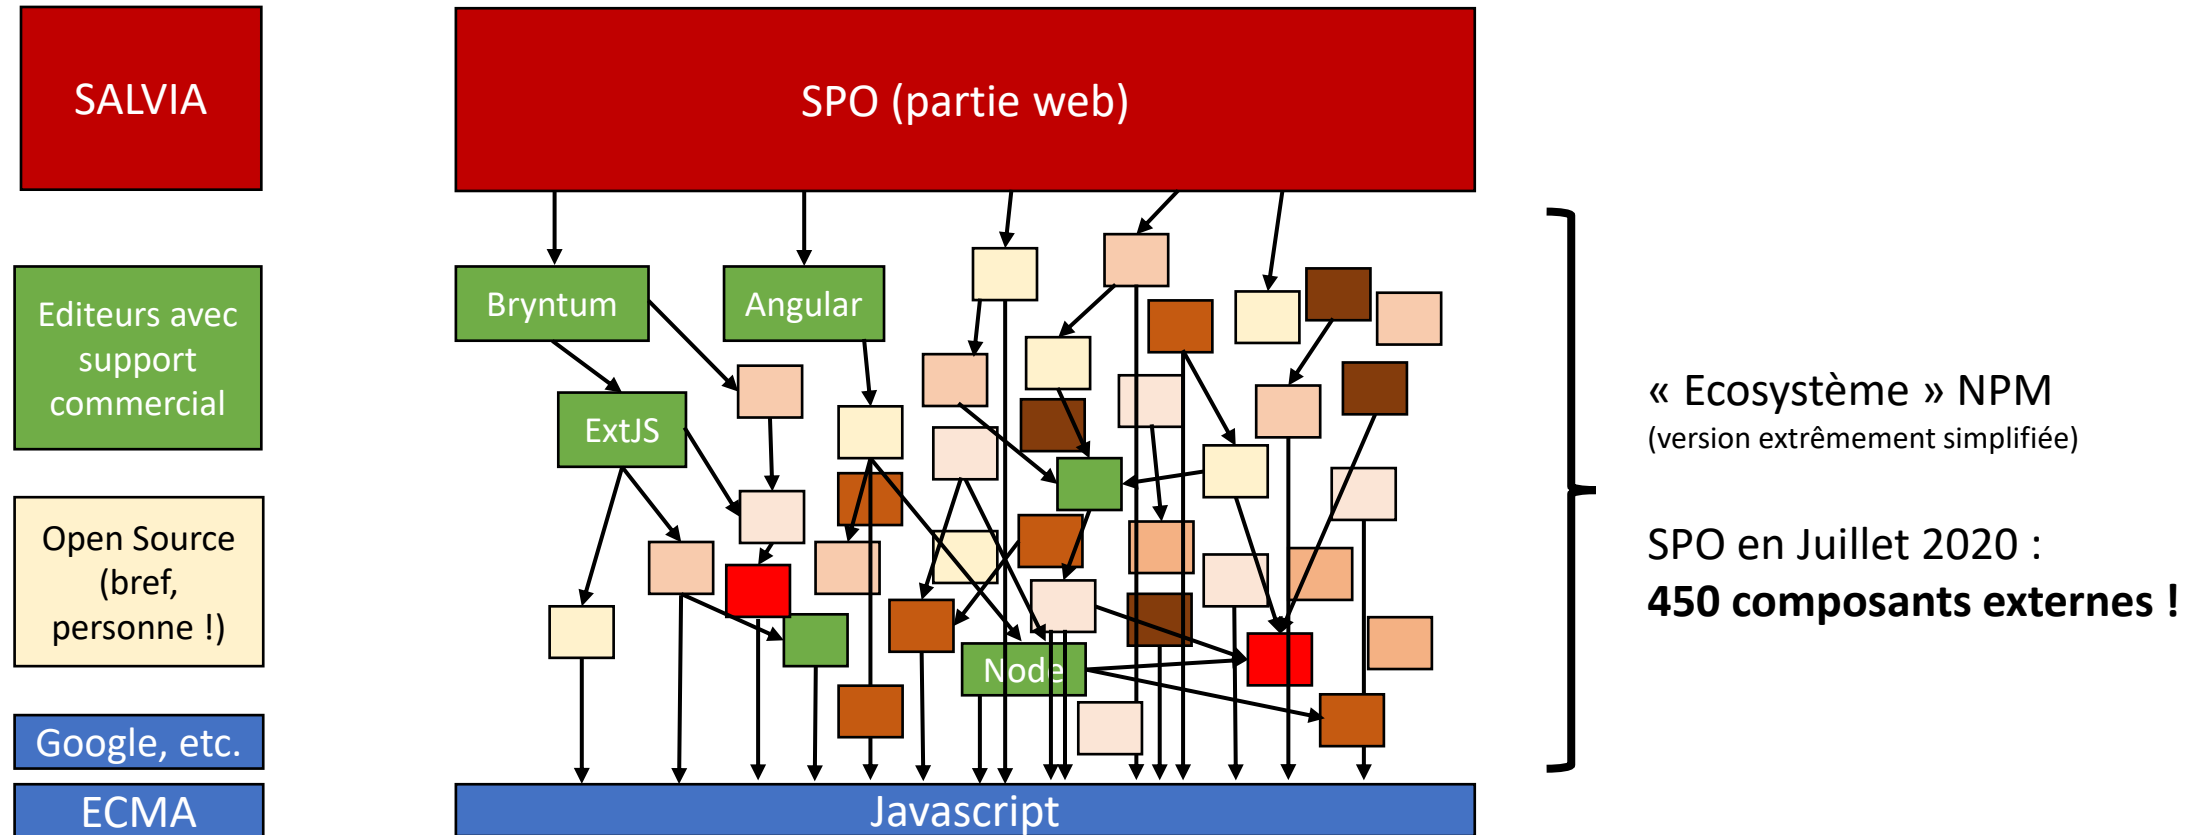 SALVIA
SPO (partie web)
Editeurs avec
support
commercial
Bryntum
Angular
ExtJS
« Ecosystème » NPM
(version extrêmement simplifiée)
Open Source
(bref,
personne !)
SPO en Juillet 2020 :
450 composants externes !
Node
Google, etc.
ECMA
Javascript